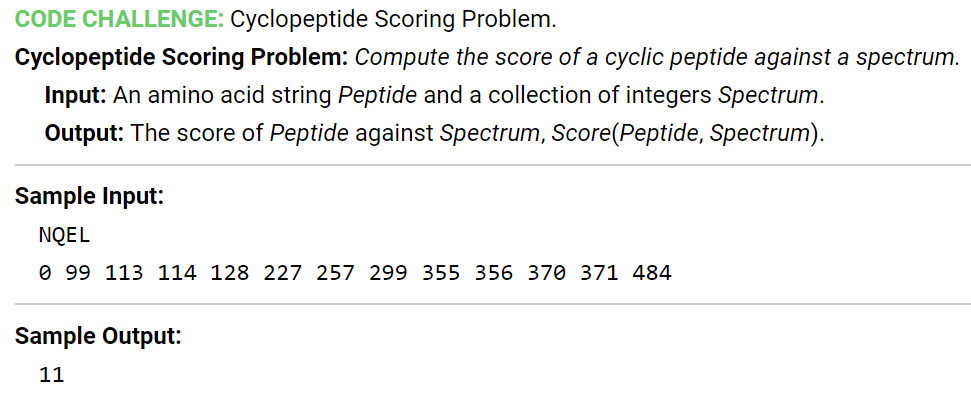 CODE CHALLENGE: Cyclopeptide Scoring Problem.
Cyclopeptide Scoring Problem: Compute the score of a cyclic peptide against a spectrum.
Input: An amino acid string Peptide and a collection of integers Spectrum.
Output: The score of Peptide against Spectrum, Score(Peptide, Spectrum).
Sample Input:
NQEL
0 99 113 114 128 227 257 299 355 356 370 371 484
Sample Output:
11